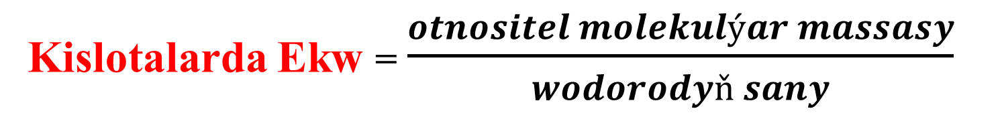 otnositel molekulýar massasy
Kislotalarda Ekw =
wodorodyň sany